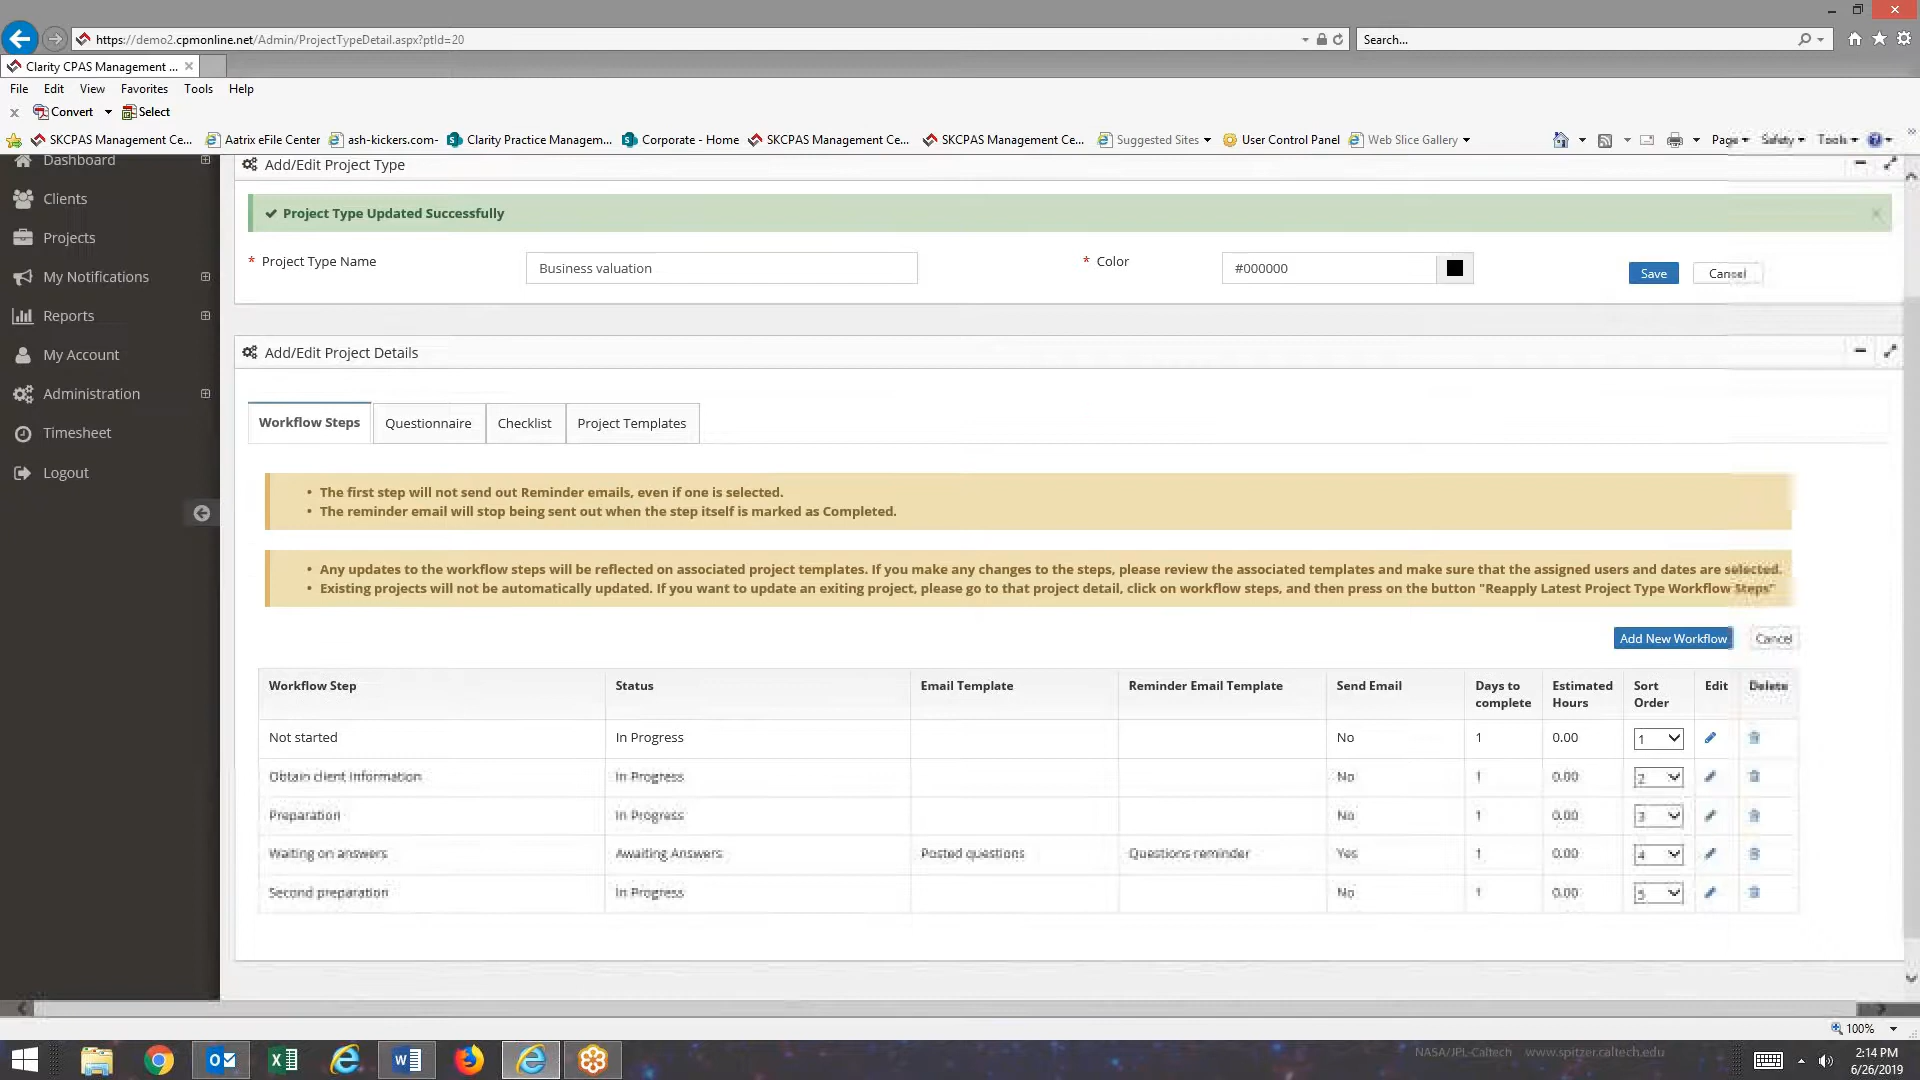 https://demo2.cpmonline.net/Admin/ProjectTypeDetail.aspx?ptId=20
Search...
Clarity CPAS Management ...
File Edit View Favorites Tools Help
Convert Select
SKCPAS Management Ce... Aatrix eFile Center ash-kickers.com- Clarity Practice Managem... Corporate - Home SKCPAS Management Ce... SKCPAS Management Ce... Suggested Sites User Control Panel Web Slice Gallery Page Safety Tools
Dashboard
Clients
Projects
My Notifications
Reports
My Account
Administration
Timesheet
Logout
Add/Edit Project Type
Project Type Updated Successfully
* Project Type Name Business valuation * Color #000000 Save Cancel
Add/Edit Project Details
Workflow Steps Questionnaire Checklist Project Templates
• The first step will not send out Reminder emails, even if one is selected.
• The reminder email will stop being sent out when the step itself is marked as Completed.
• Any updates to the workflow steps will be reflected on associated project templates. If you make any changes to the steps, please review the associated templates and make sure that the assigned users and dates are selected.
• Existing projects will not be automatically updated. If you want to update an exiting project, please go to that project detail, click on workflow steps, and then press on the button "Reapply Latest Project Type Workflow Steps"
Add New Workflow Cancel
Workflow Step Status Email Template Reminder Email Template Send Email Days to complete Estimated Hours Sort Order Edit Delete
Not started In Progress No 1 0.00 1
Obtain client information In Progress No 1 0.00 2
Preparation In Progress No 1 0.00 3
Waiting on answers Awaiting Answers Posted questions Questions reminder Yes 1 0.00 4
Second preparation In Progress No 1 0.00 5
100%
NASA/JPL-Caltech www.spitzer.caltech.edu
2:14 PM
6/26/2019